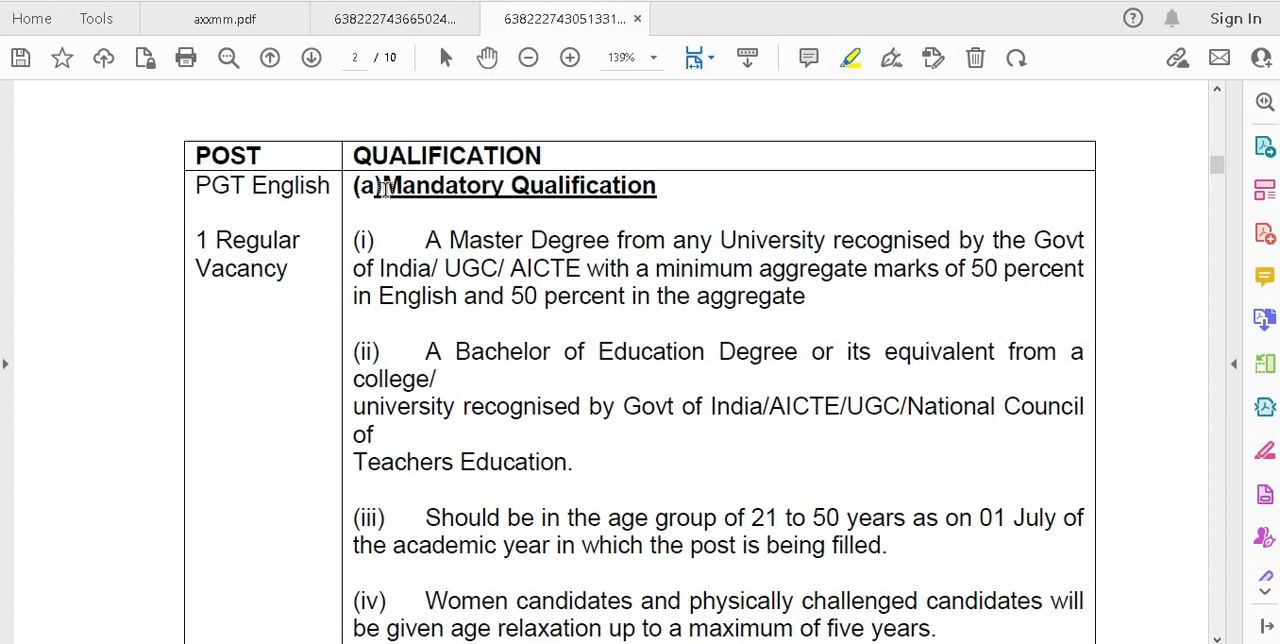 Home Tools axxmm.pdf 638222743665024... 638222743051331... × Sign In
2 / 10 139%
POST QUALIFICATION
PGT English (a)Mandatory Qualification
1 Regular (i) A Master Degree from any University recognised by the Govt
Vacancy of India/ UGC/ AICTE with a minimum aggregate marks of 50 percent
in English and 50 percent in the aggregate
(ii) A Bachelor of Education Degree or its equivalent from a
college/
university recognised by Govt of India/AICTE/UGC/National Council
of
Teachers Education.
(iii) Should be in the age group of 21 to 50 years as on 01 July of
the academic year in which the post is being filled.
(iv) Women candidates and physically challenged candidates will
be given age relaxation up to a maximum of five years.